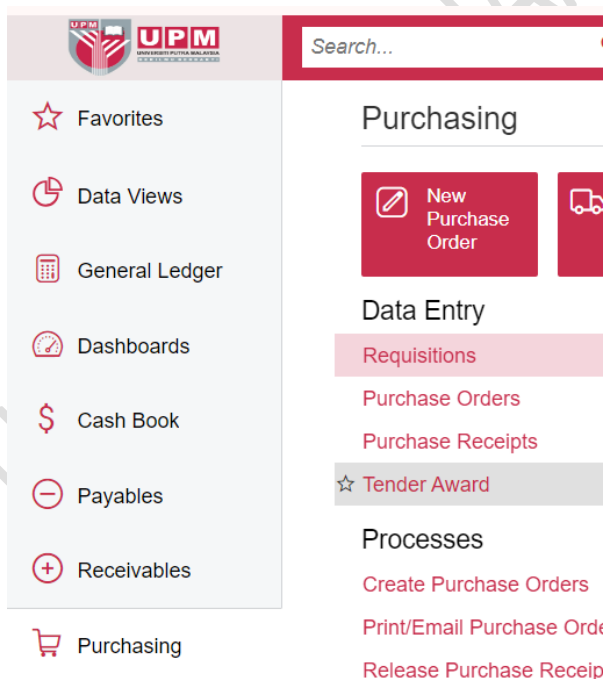 UPM
UPM
UNIVERSITI PUTRA MALAYSIA
BERILMU BERBAKTI
Search...
Favorites
Data Views
General Ledger
Dashboards
Cash Book
Payables
Receivables
Purchasing
Purchasing
New
Purchase
Order
Data Entry
Requisitions
Purchase Orders
Purchase Receipts
Tender Award
Processes
Create Purchase Orders
Print/Email Purchase Orde
Release Purchase Receip